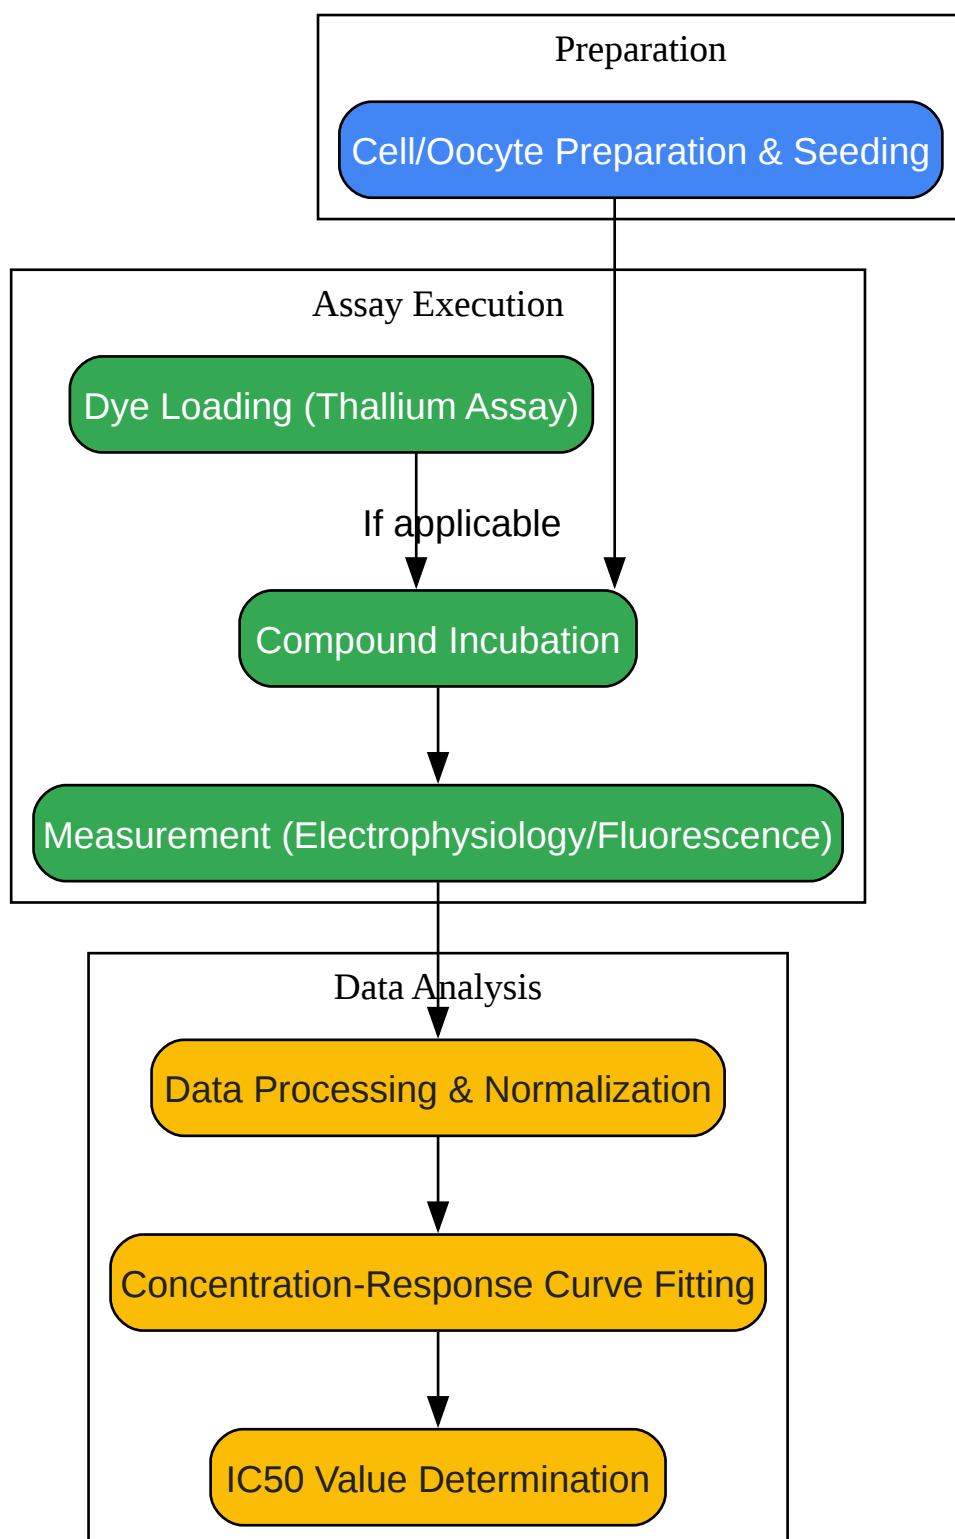 Preparation
Cell/Oocyte Preparation & Seeding
Assay Execution
Dye Loading (Thallium Assay)
If applicable
Compound Incubation
Measurement (Electrophysiology/Fluorescence)
Data Analysis
Data Processing & Normalization
Concentration-Response Curve Fitting
IC50 Value Determination